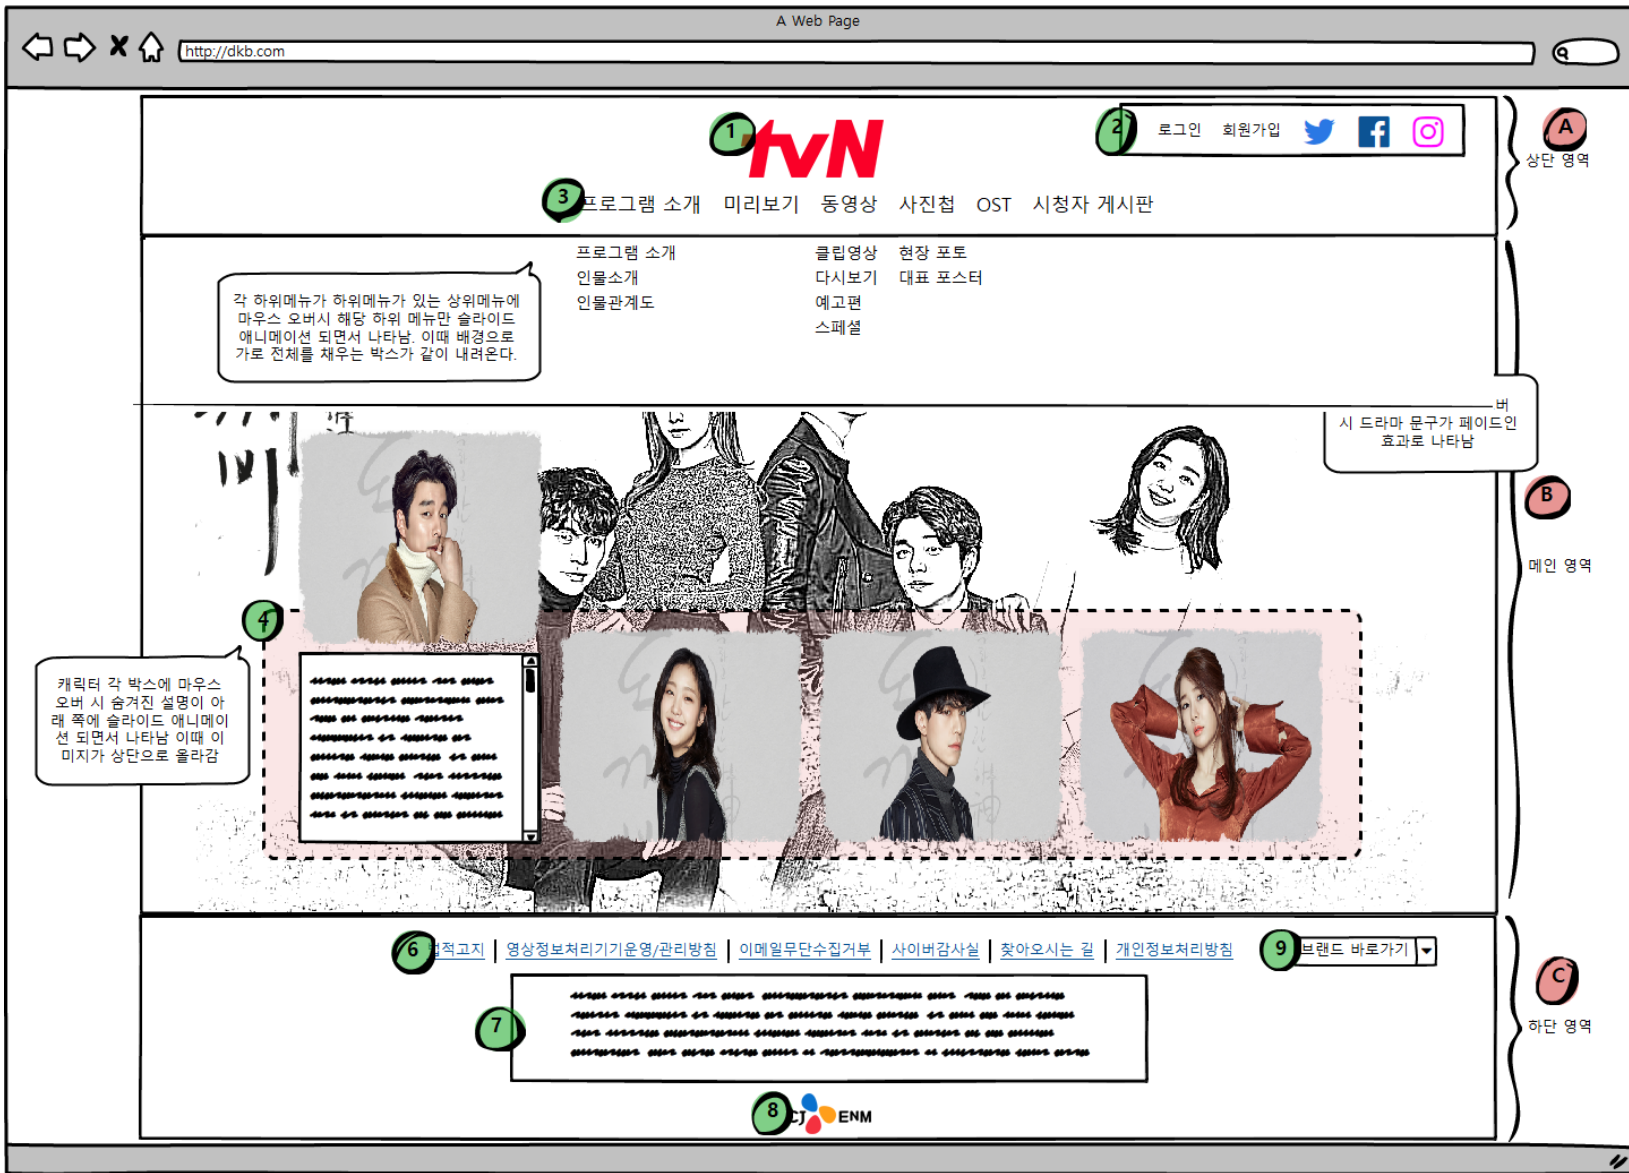 A Web Page
http://dkb.com
1
tvN
2
로그인 회원가입
A
상단 영역
3
프로그램 소개 미리보기 동영상 사진첩 OST 시청자 게시판
프로그램 소개 클립영상 현장 포토
인물소개 다시보기 대표 포스터
인물관계도 예고편
스페셜
각 하위메뉴가 하위메뉴가 있는 상위메뉴에
마우스 오버시 해당 하위 메뉴만 슬라이드
애니메이션 되면서 나타남. 이때 배경으로
가로 전체를 채우는 박스가 같이 내려온다.
버
시 드라마 문구가 페이드인
효과로 나타남
B
메인 영역
4
캐릭터 각 박스에 마우스
오버 시 숨겨진 설명이 아
래 쪽에 슬라이드 애니메이
션 되면서 나타남 이때 이
미지가 상단으로 올라감
6
법적고지 | 영상정보처리기기운영/관리방침 | 이메일무단수집거부 | 사이버감사실 | 찾아오시는 길 | 개인정보처리방침
9
브랜드 바로가기
7
C
하단 영역
8
CJ ENM